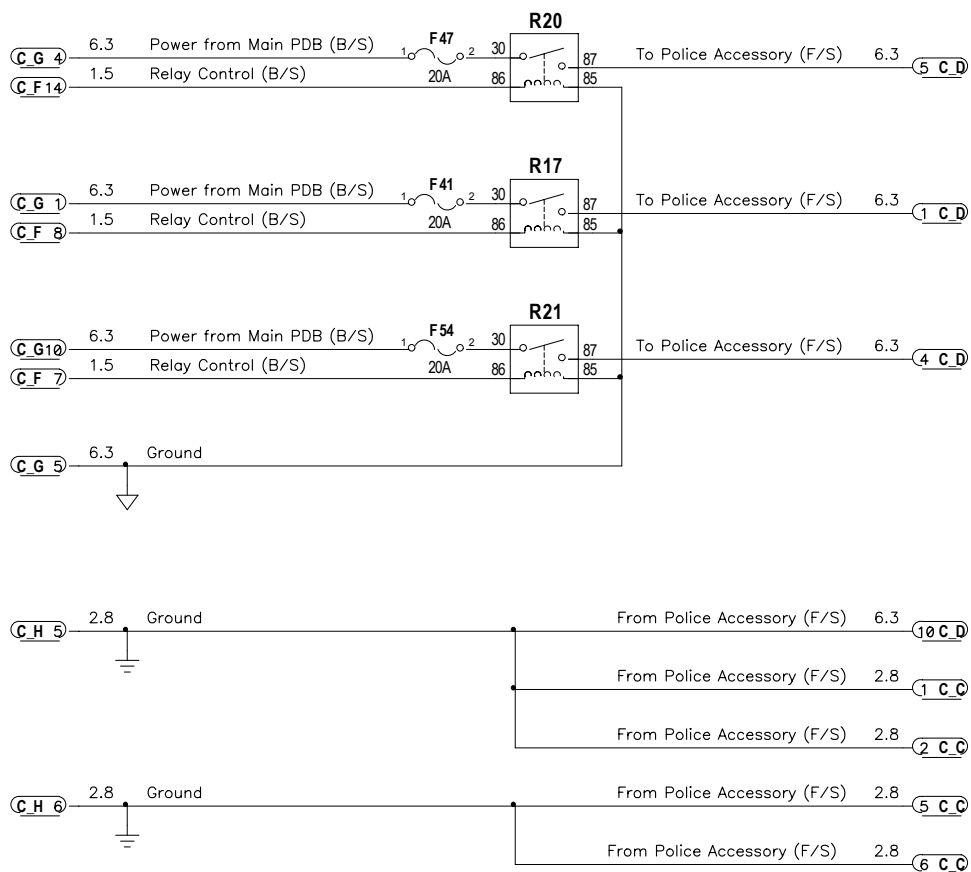 R20
C_G 4 6.3 Power from Main PDB (B/S) 1 F47 2 30 87 To Police Accessory (F/S) 6.3 5 C_D
20A
C_F 14 1.5 Relay Control (B/S) 86 85
R17
C_G 1 6.3 Power from Main PDB (B/S) 1 F41 2 30 87 To Police Accessory (F/S) 6.3 1 C_D
20A
C_F 8 1.5 Relay Control (B/S) 86 85
R21
C_G 10 6.3 Power from Main PDB (B/S) 1 F54 2 30 87 To Police Accessory (F/S) 6.3 4 C_D
20A
C_F 7 1.5 Relay Control (B/S) 86 85
C_G 5 6.3 Ground
C_H 5 2.8 Ground From Police Accessory (F/S) 6.3 10 C_D
From Police Accessory (F/S) 2.8 1 C_C
From Police Accessory (F/S) 2.8 2 C_C
C_H 6 2.8 Ground From Police Accessory (F/S) 2.8 5 C_C
From Police Accessory (F/S) 2.8 6 C_C